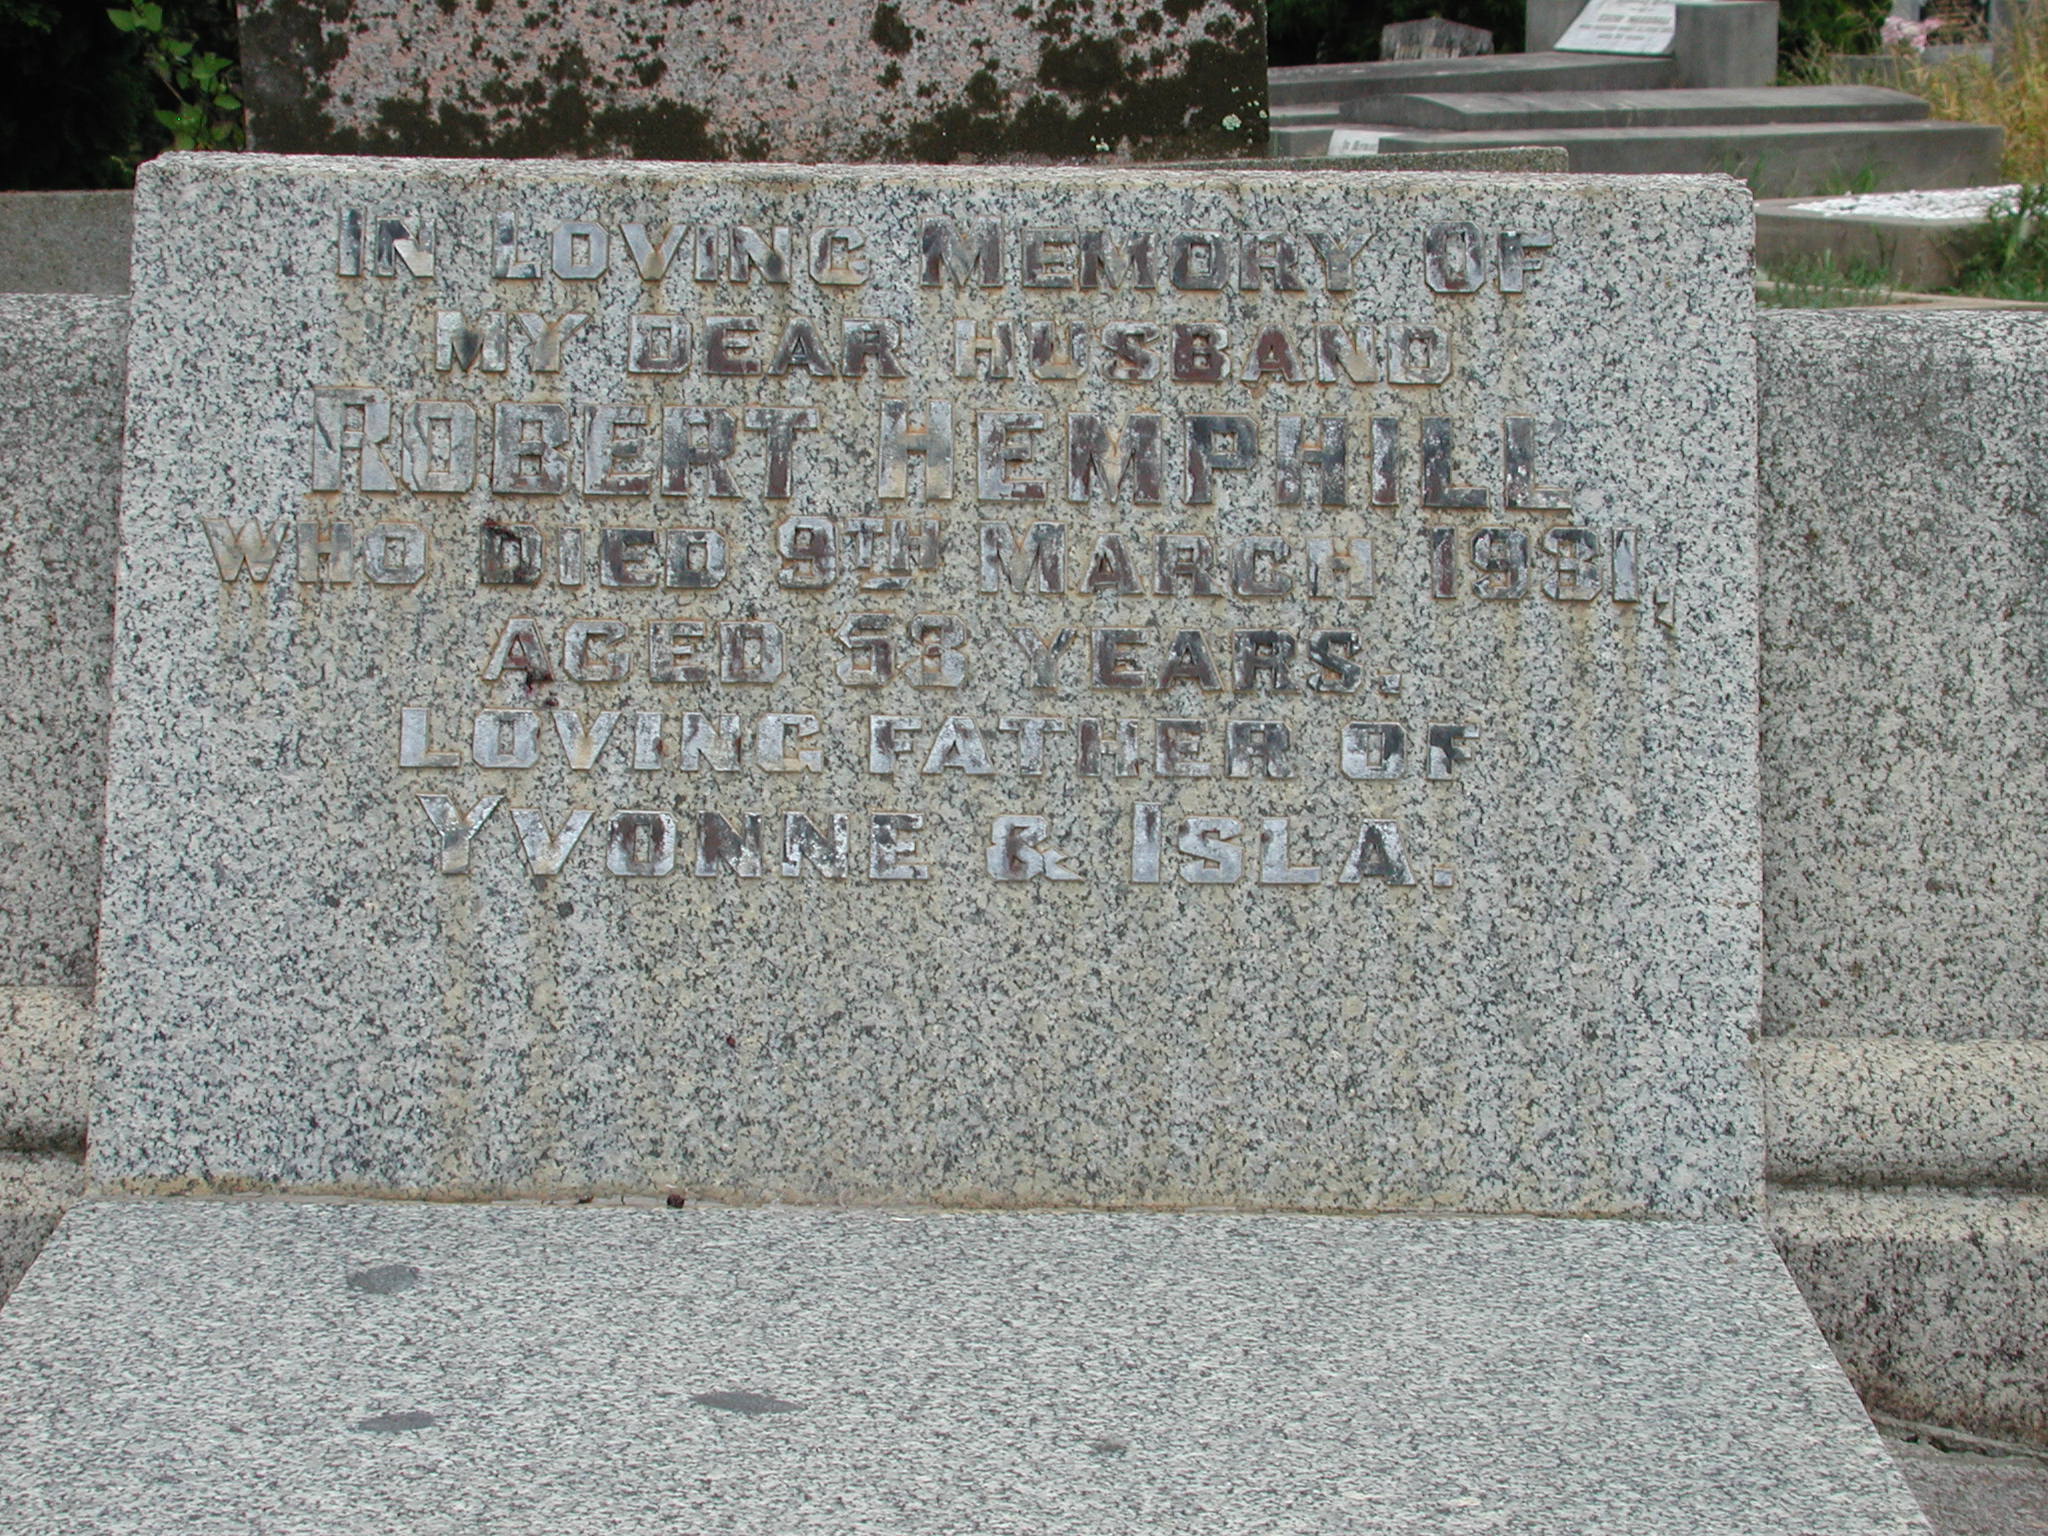 IN LOVING MEMORY OF
MY DEAR HUSBAND
ROBERT HEMPHILL
WHO DIED 9TH MARCH 1931,
AGED 53 YEARS.
LOVING FATHER OF
YVONNE & ISLA.